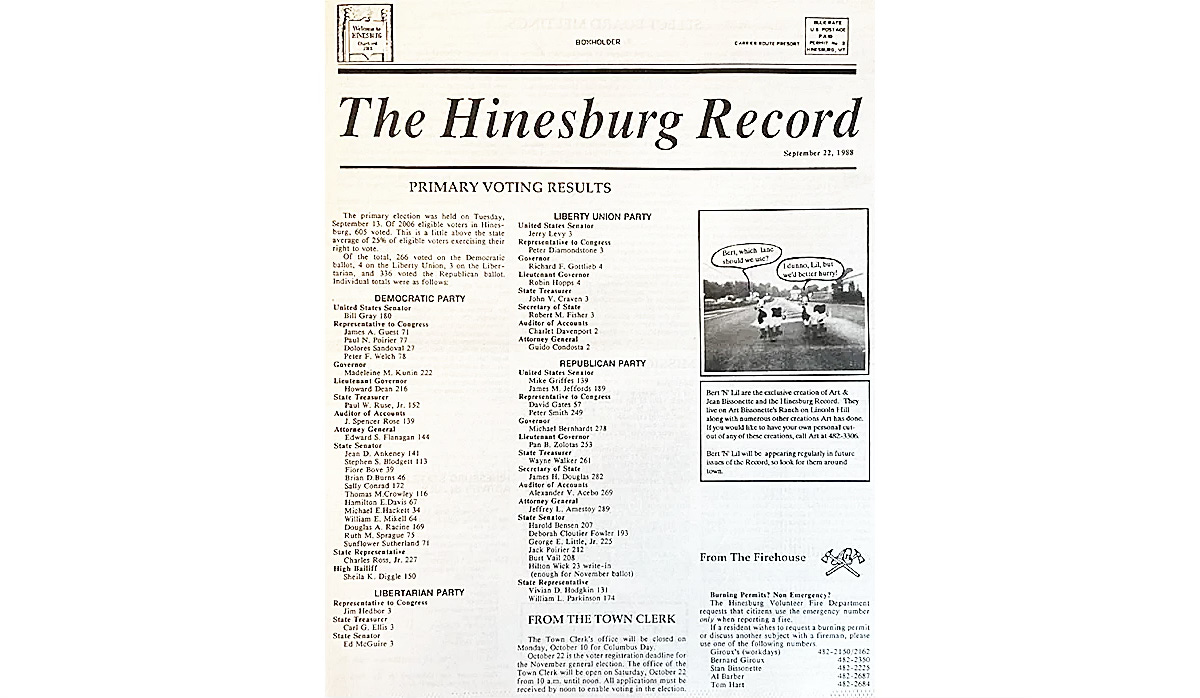 Welcome to
HINESBURG
Chartered
BOXHOLDER
CARRIER ROUTE PRESORT
BULK RATE
U S POSTAGE
PAID
PERMIT No 3
HINESBURG, VT
The Hinesburg Record
September 22, 1988
PRIMARY VOTING RESULTS
The primary election was held on Tuesday,
September 13. Of 2006 eligible voters in Hines-
burg, 605 voted. This is a little above the state
average of 25% of eligible voters exercising their
right to vote.
Of the total, 266 voted on the Democratic
ballot, 4 on the Liberty Union, 3 on the Liber-
tarian, and 336 voted the Republican ballot.
Individual totals were as follows:
DEMOCRATIC PARTY
United States Senator
Bill Gray 180
Representative to Congress
James A. Guest 71
Paul N. Poirier 77
Dolores Sandoval 27
Peter F. Welch 78
Governor
Madeleine M. Kunin 222
Lieutenant Governor
Howard Dean 216
State Treasurer
Paul W. Ruse, Jr. 152
Auditor of Accounts
J. Spencer Rose 139
Attorney General
Edward S. Flanagan 144
State Senator
Jean D. Ankeney 141
Stephen S. Blodgett 113
Fiore Bove 39
Brian D.Burns 46
Sally Conrad 172
Thomas M.Crowley 116
Hamilton E.Davis 67
Michael E.Hackett 34
William E. Mikell 64
Douglas A. Racine 169
Ruth M. Sprague 75
Sunflower Sutherland 71
State Representative
Charles Ross, Jr. 227
High Bailiff
Sheila K. Diggle 150
LIBERTARIAN PARTY
Representative to Congress
Jim Hedbor 3
State Treasurer
Carl G. Ellis 3
State Senator
Ed McGuire 3
LIBERTY UNION PARTY
United States Senator
Jerry Levy 3
Representative to Congress
Peter Diamondstone 3
Governor
Richard F. Gottlieb 4
Lieutenant Governor
Robin Hopps 4
State Treasurer
John V. Craven 3
Secretary of State
Robert M. Fisher 3
Auditor of Accounts
Charlet Davenport 2
Attorney General
Guido Condosta 2
REPUBLICAN PARTY
United States Senator
Mike Griffes 139
James M. Jeffords 189
Representative to Congress
David Gates 57
Peter Smith 249
Governor
Michael Bernhardt 278
Lieutenant Governor
Pan B. Zolotas 253
State Treasurer
Wayne Walker 261
Secretary of State
James H. Douglas 282
Auditor of Accounts
Alexander V. Acebo 269
Attorney General
Jeffrey L. Amestoy 289
State Senator
Harold Bensen 207
Deborah Cloutier Fowler 193
George E. Little, Jr. 225
Jack Poirier 212
Burt Vail 208
Hilton Wick 23 write-in
(enough for November ballot)
State Representative
Vivian D. Hodgkin 131
William L. Parkinson 174
FROM THE TOWN CLERK
The Town Clerk's office will be closed on
Monday, October 10 for Columbus Day.
October 22 is the voter registration deadline for
the November general election. The office of the
Town Clerk will be open on Saturday, October 22
from 10 a.m. until noon. All applications must be
received by noon to enable voting in the election.
Bert, which lane
should we use?
I dunno, Lil, but
we'd better hurry!
Bert 'N' Lil are the exclusive creation of Art &
Jean Bissonette and the Hinesburg Record. They
live on Art Bissonette's Ranch on Lincoln Hill
along with numerous other creations Art has done.
If you would like to have your own personal cut-
out of any of these creations, call Art at 482-3306.
Bert 'N' Lil will be appearing regularly in future
issues of the Record, so look for them around
town.
From The Firehouse
Burning Permits? Non Emergency?
The Hinesburg Volunteer Fire Department
requests that citizens use the emergency number
only when reporting a fire.
If a resident wishes to request a burning permit
or discuss another subject with a fireman, please
use one of the following numbers
Giroux's (workdays) 482-2150/2162
Bernard Giroux 482-2350
Stan Bissonette 482-2225
Al Barber 482-2687
Tom Hart 482-2684